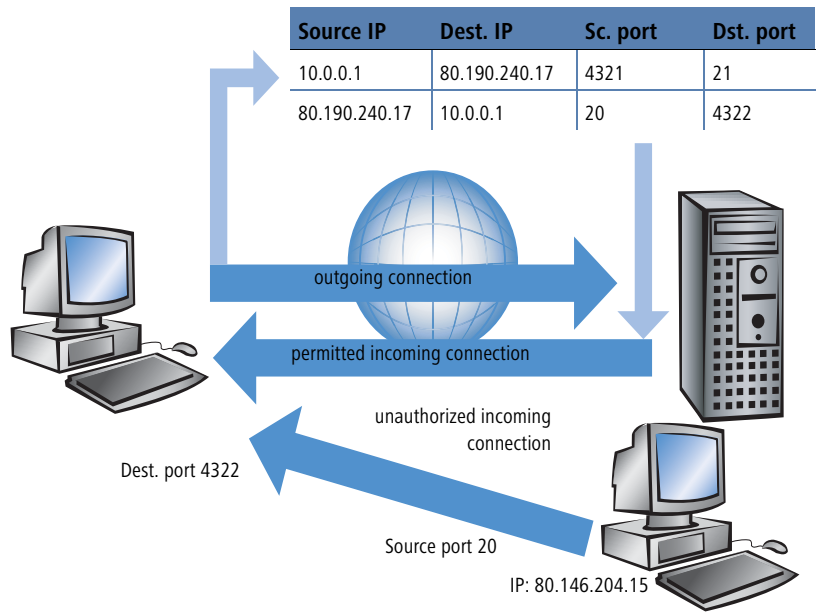 Source IP Dest. IP Sc. port Dst. port
10.0.0.1 80.190.240.17 4321 21
80.190.240.17 10.0.0.1 20 4322
outgoing connection
permitted incoming connection
unauthorized incoming
connection
Dest. port 4322
Source port 20
IP: 80.146.204.15